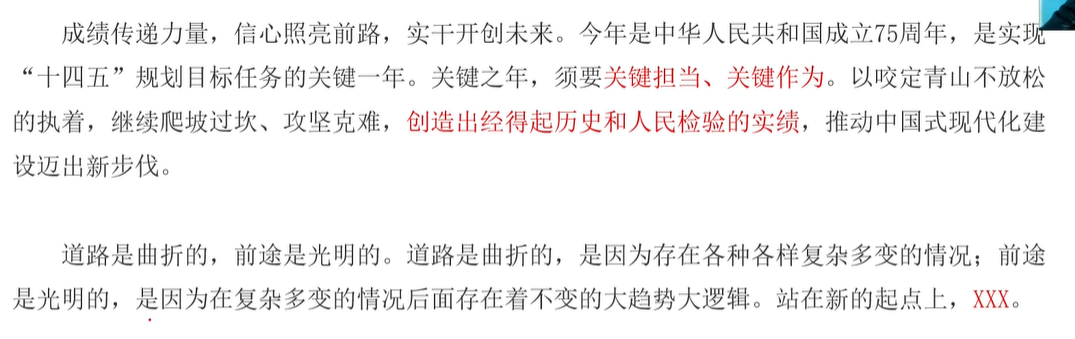 成绩传递力量，信心照亮前路，实干开创未来。今年是中华人民共和国成立75周年，是实现
“十四五”规划目标任务的关键一年。关键之年，须要关键担当、关键作为。以咬定青山不放松
的执着，继续爬坡过坎、攻坚克难，创造出经得起历史和人民检验的实绩，推动中国式现代化建
设迈出新步伐。
道路是曲折的，前途是光明的。道路是曲折的，是因为存在各种各样复杂多变的情况；前途
是光明的，是因为在复杂多变的情况后面存在着不变的大趋势大逻辑。站在新的起点上，XXX。